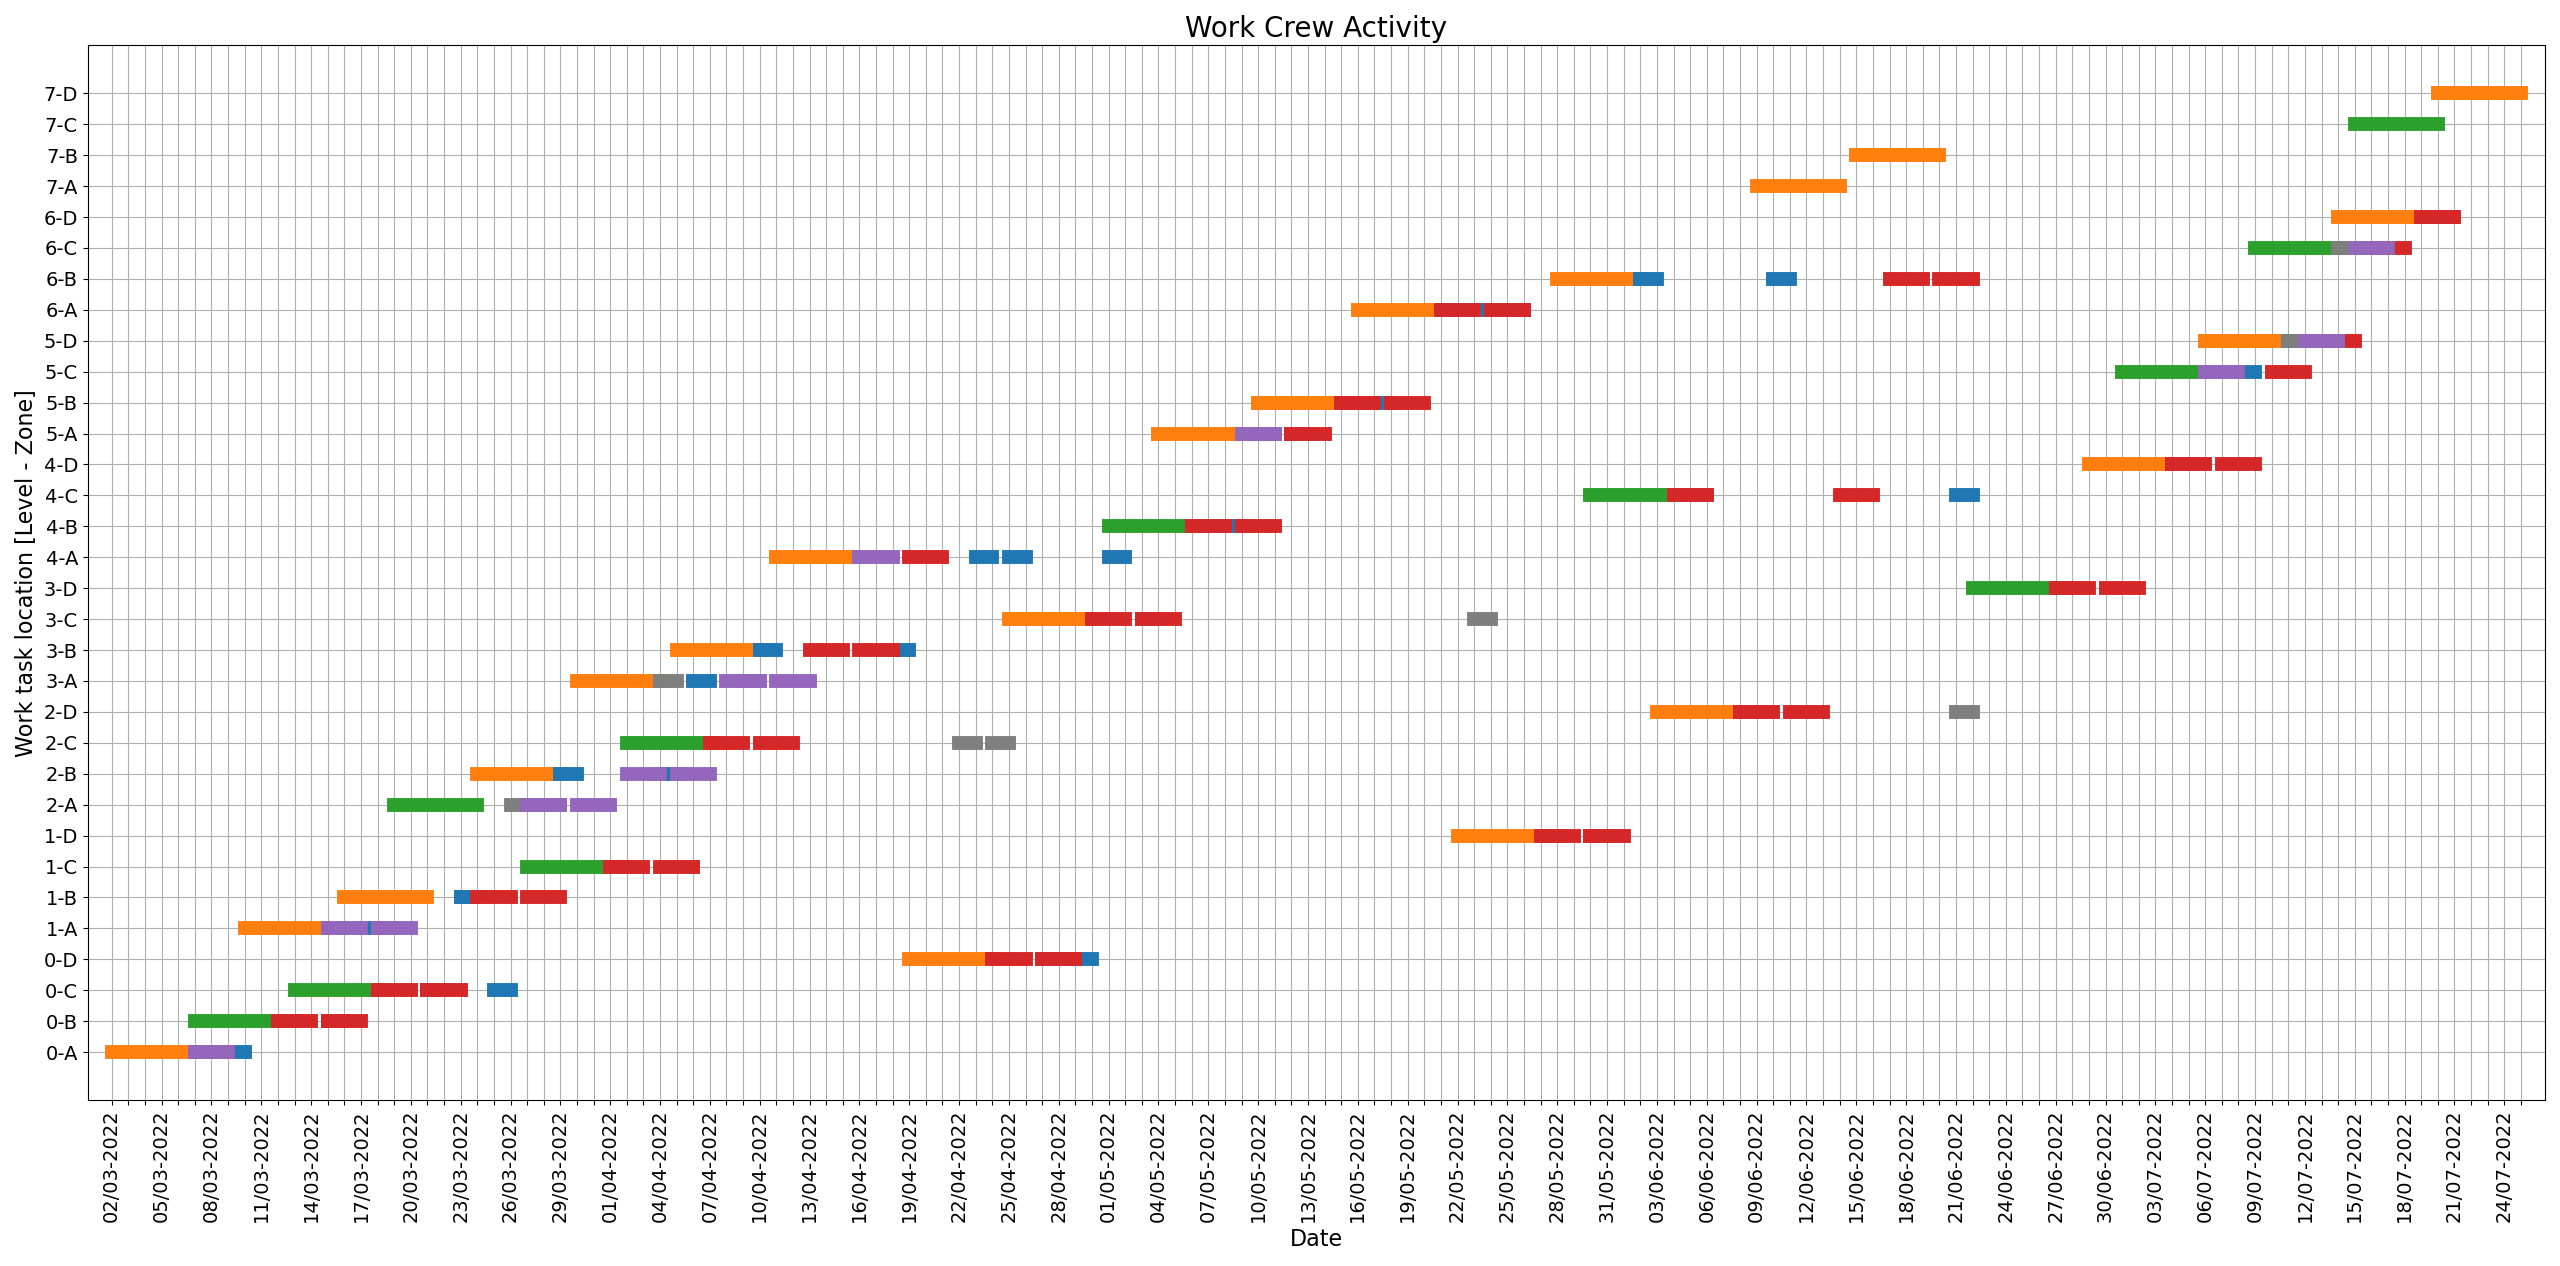 Work Crew Activity
7-D
7-C
7-B
7-A
6-D
6-C
6-B
6-A
5-D
5-C
5-B
5-A
4-D
4-C
4-B
4-A
3-D
3-C
3-B
3-A
2-D
2-C
2-B
2-A
1-D
1-C
1-B
1-A
0-D
0-C
0-B
0-A
Work task location [Level - Zone]
02/03-2022
05/03-2022
08/03-2022
11/03-2022
14/03-2022
17/03-2022
20/03-2022
23/03-2022
26/03-2022
29/03-2022
01/04-2022
04/04-2022
07/04-2022
10/04-2022
13/04-2022
16/04-2022
19/04-2022
22/04-2022
25/04-2022
28/04-2022
01/05-2022
04/05-2022
07/05-2022
10/05-2022
13/05-2022
16/05-2022
19/05-2022
22/05-2022
25/05-2022
28/05-2022
31/05-2022
03/06-2022
06/06-2022
09/06-2022
12/06-2022
15/06-2022
18/06-2022
21/06-2022
24/06-2022
27/06-2022
30/06-2022
03/07-2022
06/07-2022
09/07-2022
12/07-2022
15/07-2022
18/07-2022
21/07-2022
24/07-2022
Date